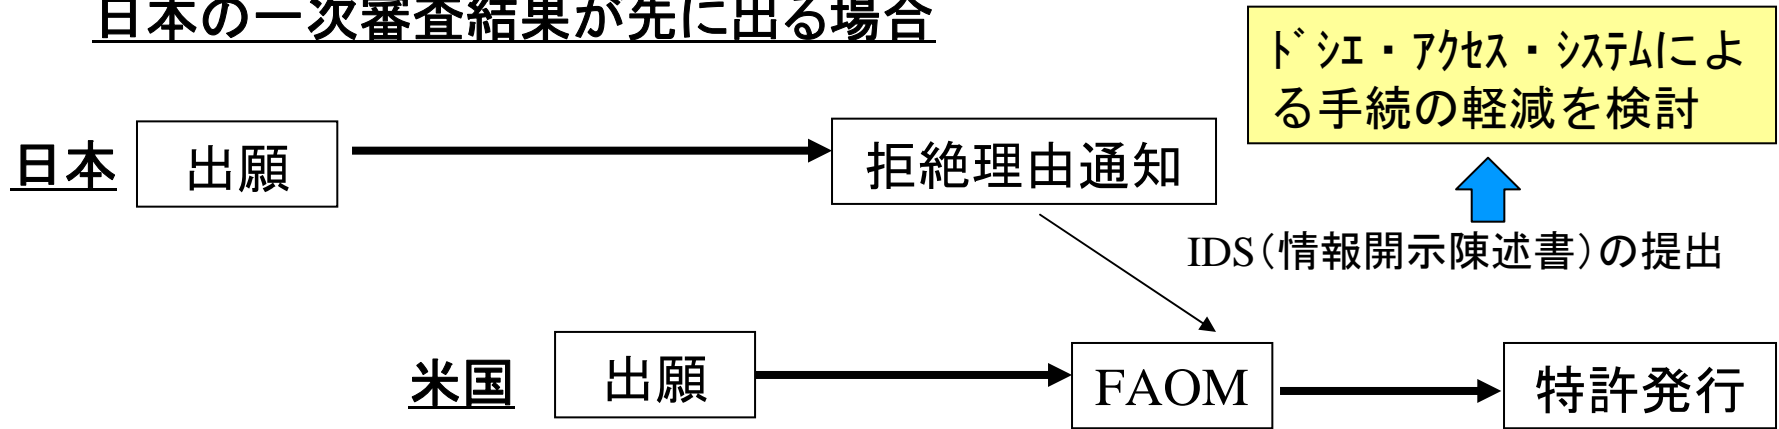 日本の一次審査結果が先に出る場合
ﾄﾞｼｴ・ｱｸｾｽ・ｼｽﾃﾑによ
る手続の軽減を検討
日本
出願
拒絶理由通知
IDS（情報開示陳述書）の提出
米国
出願
FAOM
特許発行